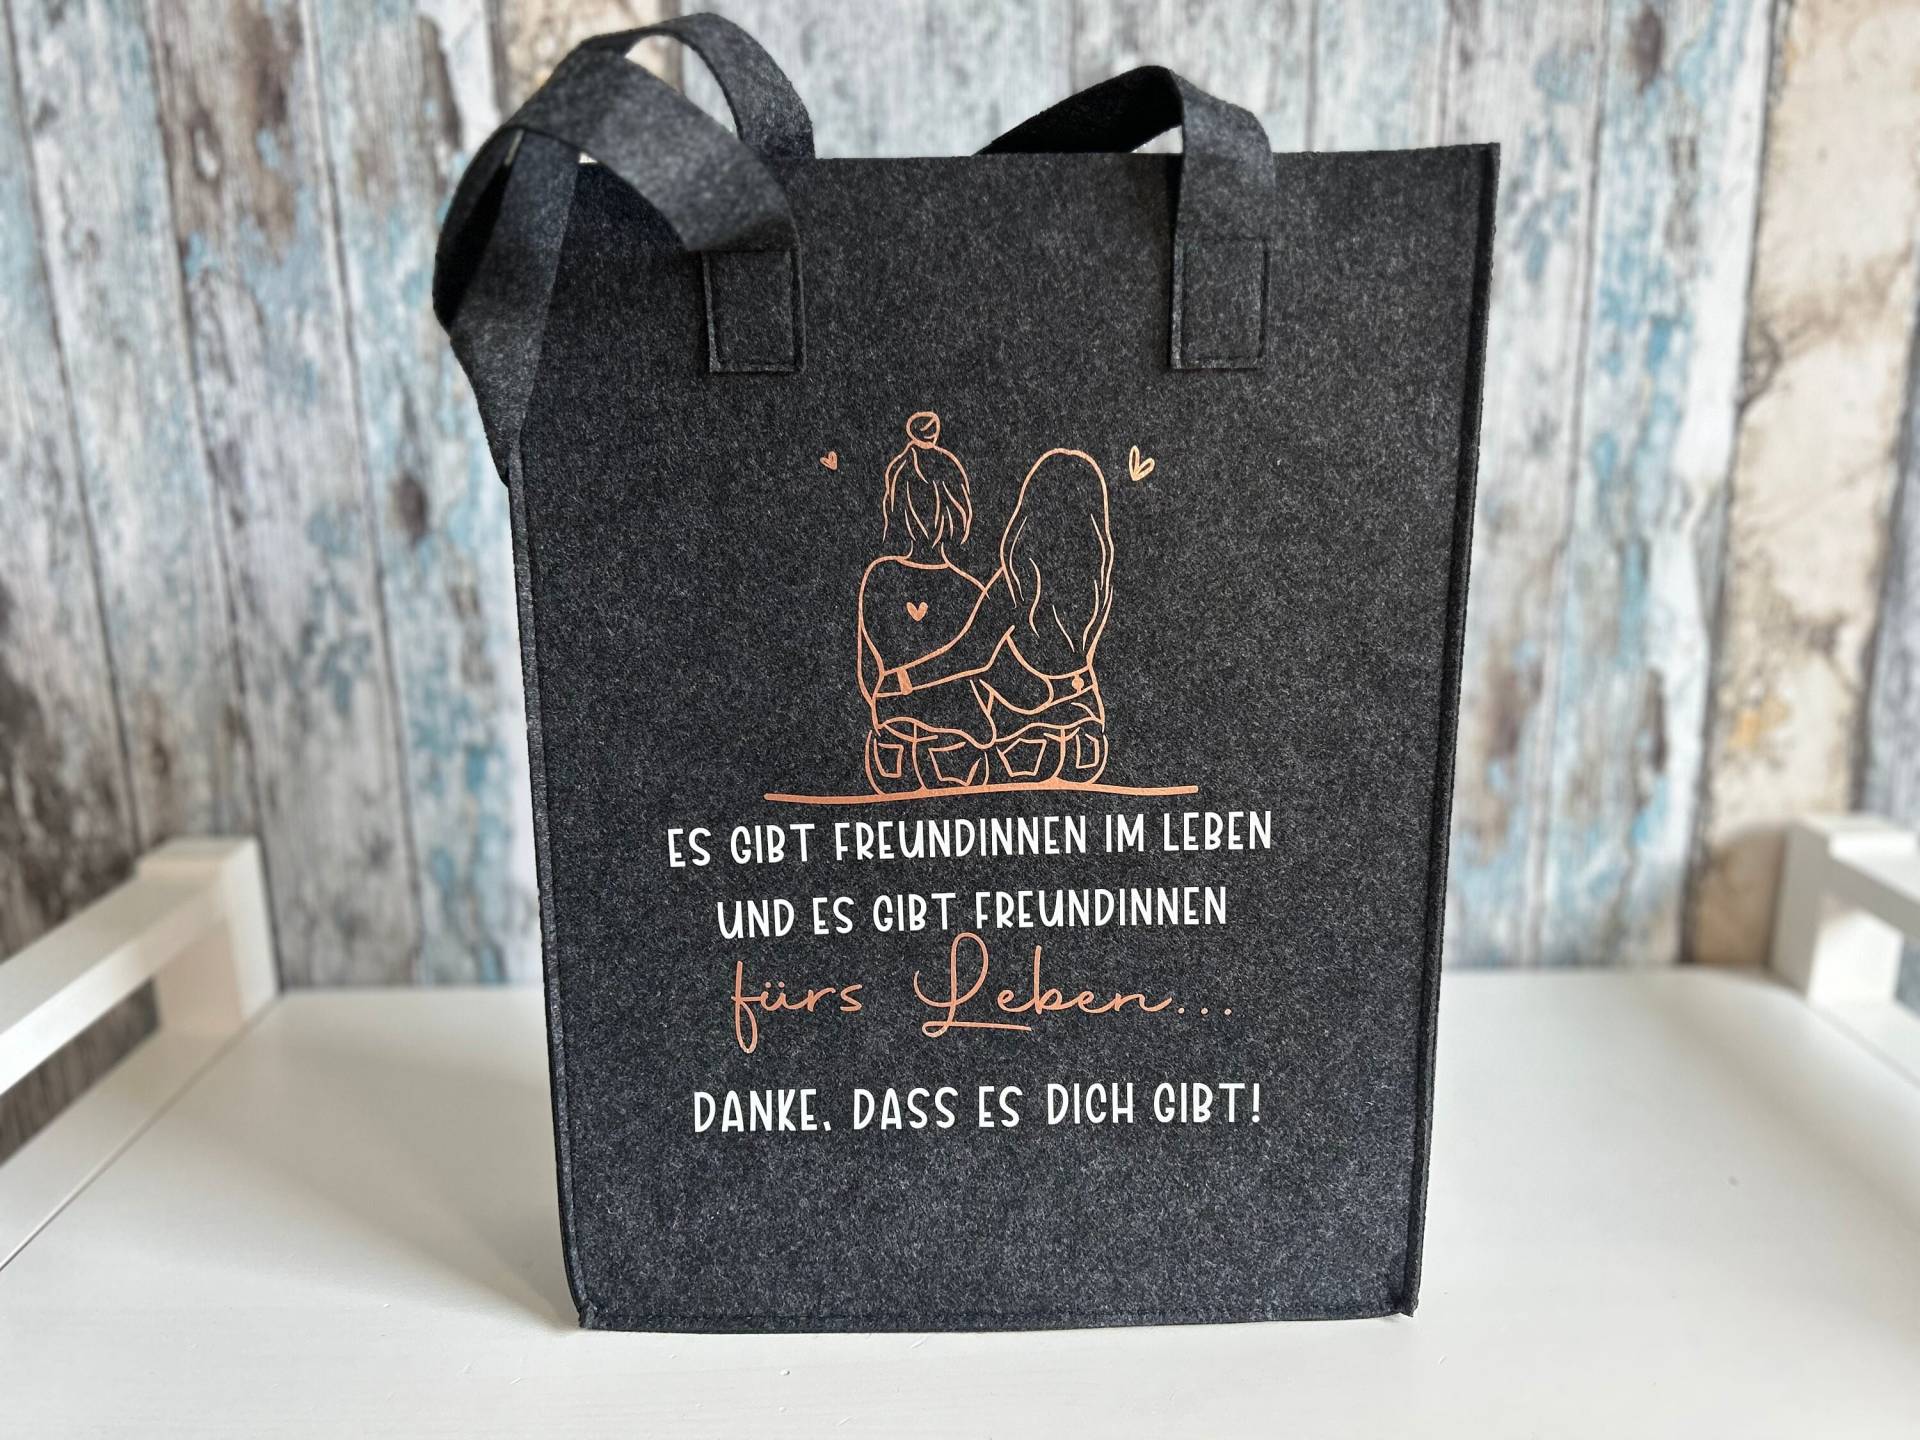 ES GIBT FREUNDINNEN IM LEBEN
UND ES GIBT FREUNDINNEN
fürs Leben...
DANKE, DASS ES DICH GIBT!